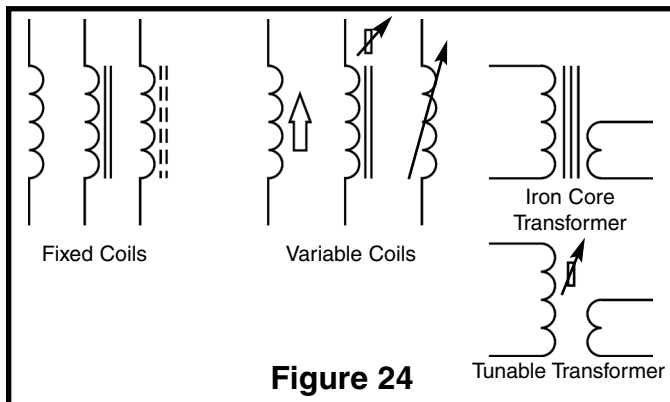 Fixed Coils
Variable Coils
Iron Core
Transformer
Tunable Transformer
Figure 24